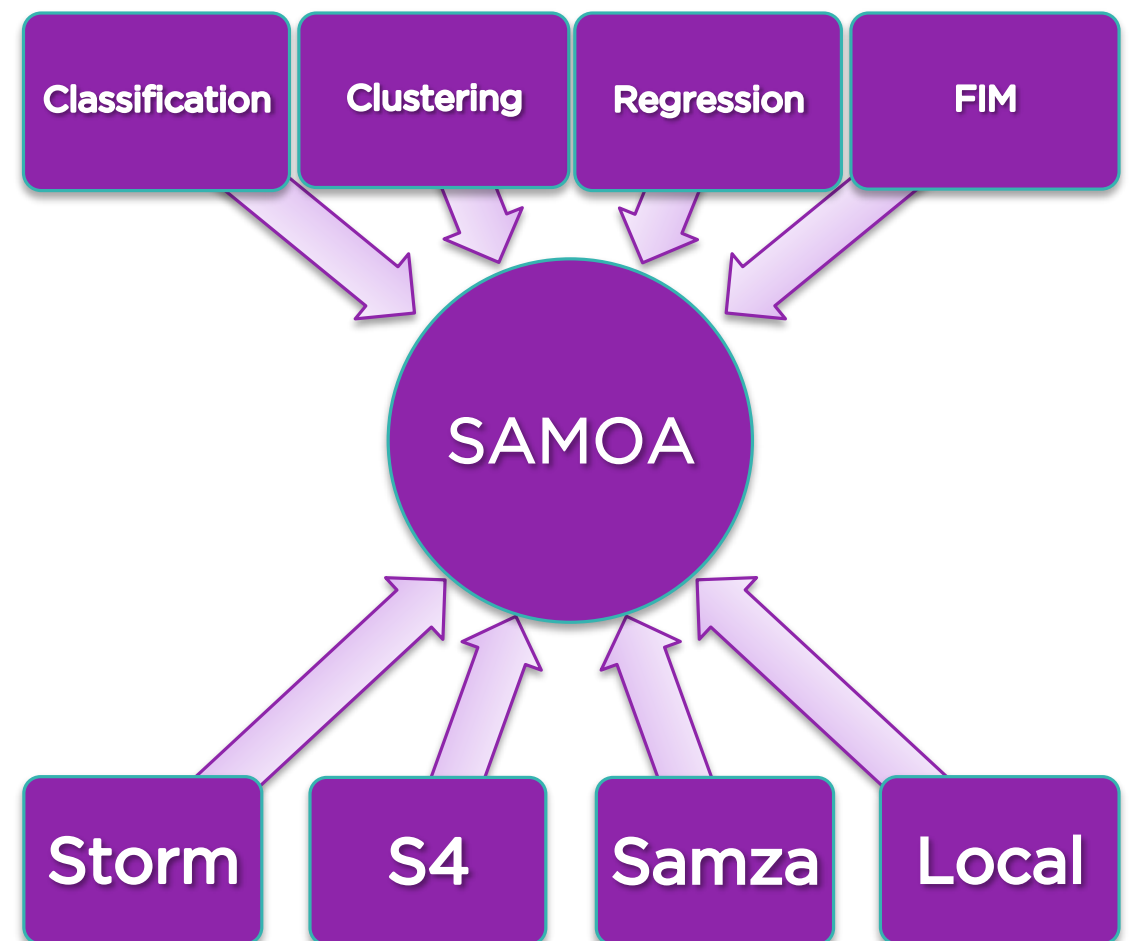 Classification
Clustering
Regression
FIM
SAMOA
Storm
S4
Samza
Local